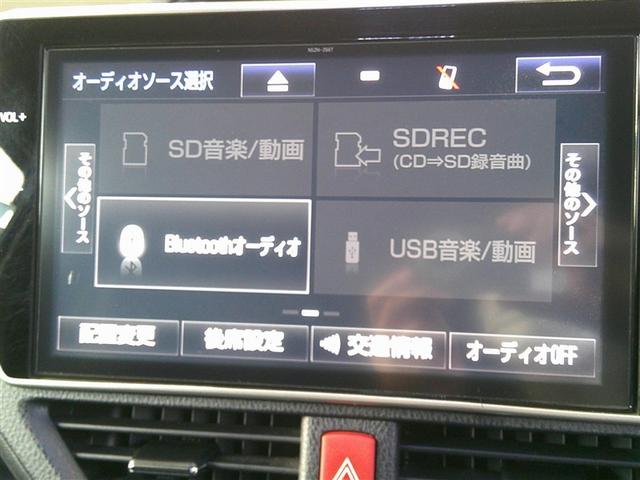 VOL+
オーディオソース選択
SD音楽/動画
SDREC
(CD⇒SD録音曲)
その他のソース
その他のソース
Bluetoothオーディオ
USB音楽/動画
配置変更
後席設定
交通情報
オーディオOFF